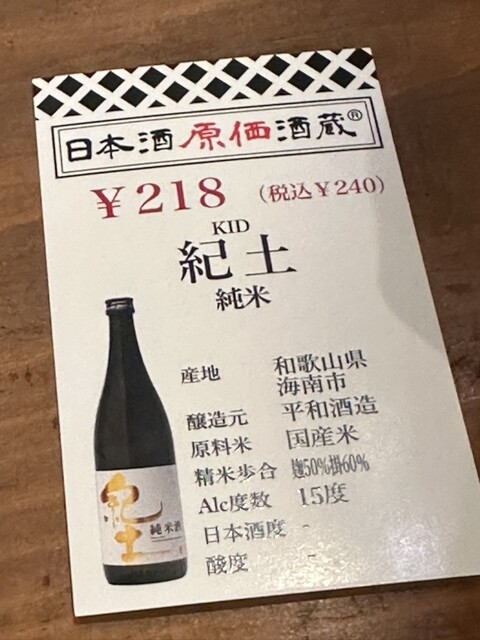 日本酒原価酒蔵®
¥218 (税込¥240)
KID
紀土
純米
産地 和歌山県
海南市
醸造元 平和酒造
原料米 国産米
精米歩合 麹50%掛60%
Alc度数 15度
日本酒度 -
酸度 -
紀土
純米酒